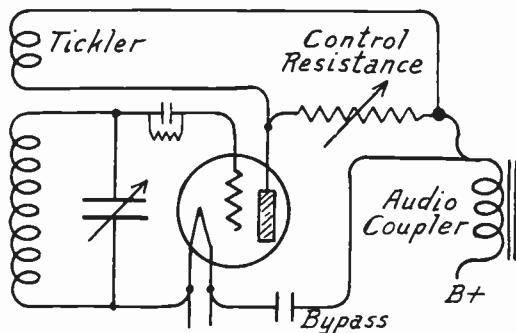 Tickler
Control
Resistance
Audio
Coupler
B+
Bypass